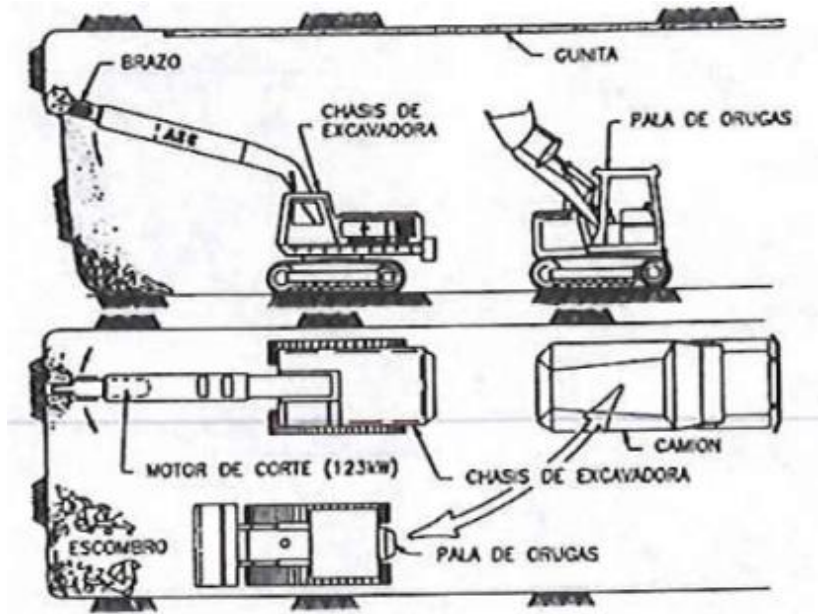 BRAZO
GUNITA
CHASIS DE
EXCAVADORA
PALA DE ORUGAS
MOTOR DE CORTE (123kW)
CHASIS DE EXCAVADORA
CAMION
ESCOMBRO
PALA DE ORUGAS